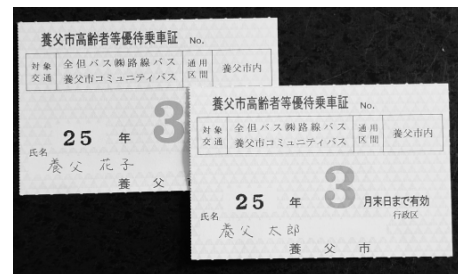 養父市高齢者等優待乗車証 No.
対象交通 全但バス㈱路線バス 養父市コミュニティバス 通用区間 養父市内
25 年 3
氏名 養父 花子
養 父
養父市高齢者等優待乗車証 No.
対象交通 全但バス㈱路線バス 養父市コミュニティバス 通用区間 養父市内
25 年 3 月末日まで有効
行政区
氏名 養父 太郎
養 父 市